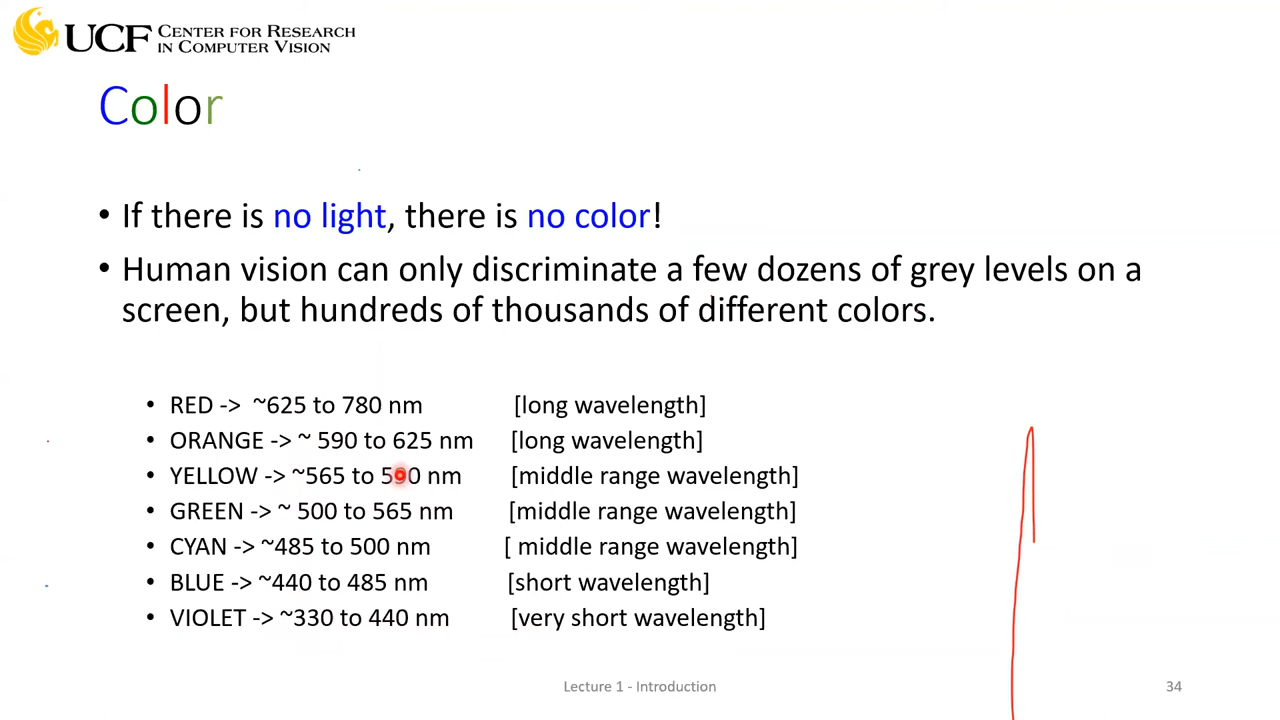 UCF CENTER FOR RESEARCH
IN COMPUTER VISION
Color
• If there is no light, there is no color!
• Human vision can only discriminate a few dozens of grey levels on a
screen, but hundreds of thousands of different colors.
• RED -> ~625 to 780 nm [long wavelength]
• ORANGE -> ~ 590 to 625 nm [long wavelength]
• YELLOW -> ~565 to 590 nm [middle range wavelength]
• GREEN -> ~ 500 to 565 nm [middle range wavelength]
• CYAN -> ~485 to 500 nm [ middle range wavelength]
• BLUE -> ~440 to 485 nm [short wavelength]
• VIOLET -> ~330 to 440 nm [very short wavelength]
Lecture 1 - Introduction 34